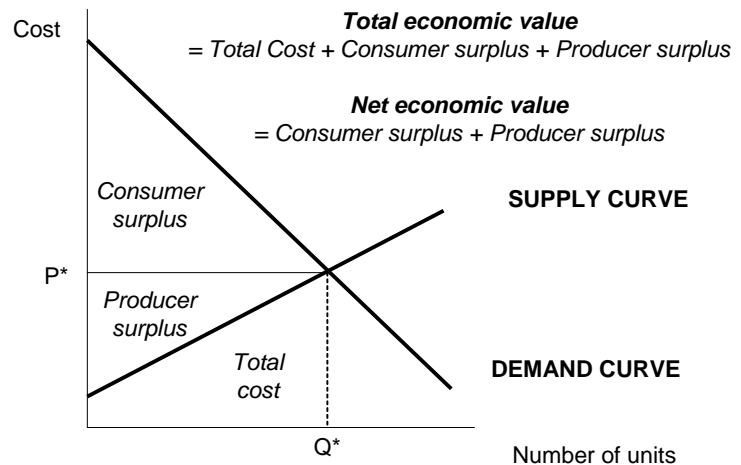 Cost
Total economic value
= Total Cost + Consumer surplus + Producer surplus
Net economic value
= Consumer surplus + Producer surplus
Consumer
surplus
SUPPLY CURVE
P*
Producer
surplus
Total
cost
DEMAND CURVE
Q*
Number of units